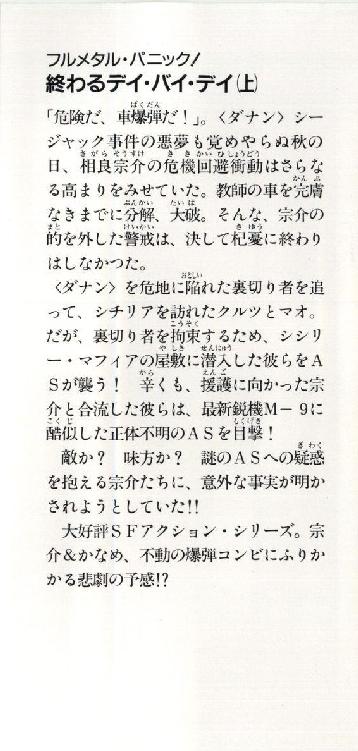 フルメタル・パニック!
終わるデイ・バイ・デイ(上)
「危険だ、車爆弾だ!」。〈ダナン〉シー
ジャック事件の悪夢も覚めやらぬ秋の
日、相良宗介の危機回避衝動はさらな
る高まりをみせていた。教師の車を完膚
なきまでに分解、大破。そんな、宗介の
的を外した警戒は、決して杞憂に終わり
はしなかった。
〈ダナン〉を危地に陥れた裏切り者を追
って、シチリアを訪れたクルツとマオ。
だが、裏切り者を拘束するため、シシリ
ー・マフィアの屋敷に潜入した彼らをA
Sが襲う! 辛くも、援護に向かった宗
介と合流した彼らは、最新鋭機M−9に
酷似した正体不明のASを目撃!
敵か? 味方か? 謎のASへの疑惑
を抱える宗介たちに、意外な事実が明か
されようとしていた!!
大好評SFアクション・シリーズ。宗
介&かなめ、不動の爆弾コンビにふりか
かる悲劇の予感!?